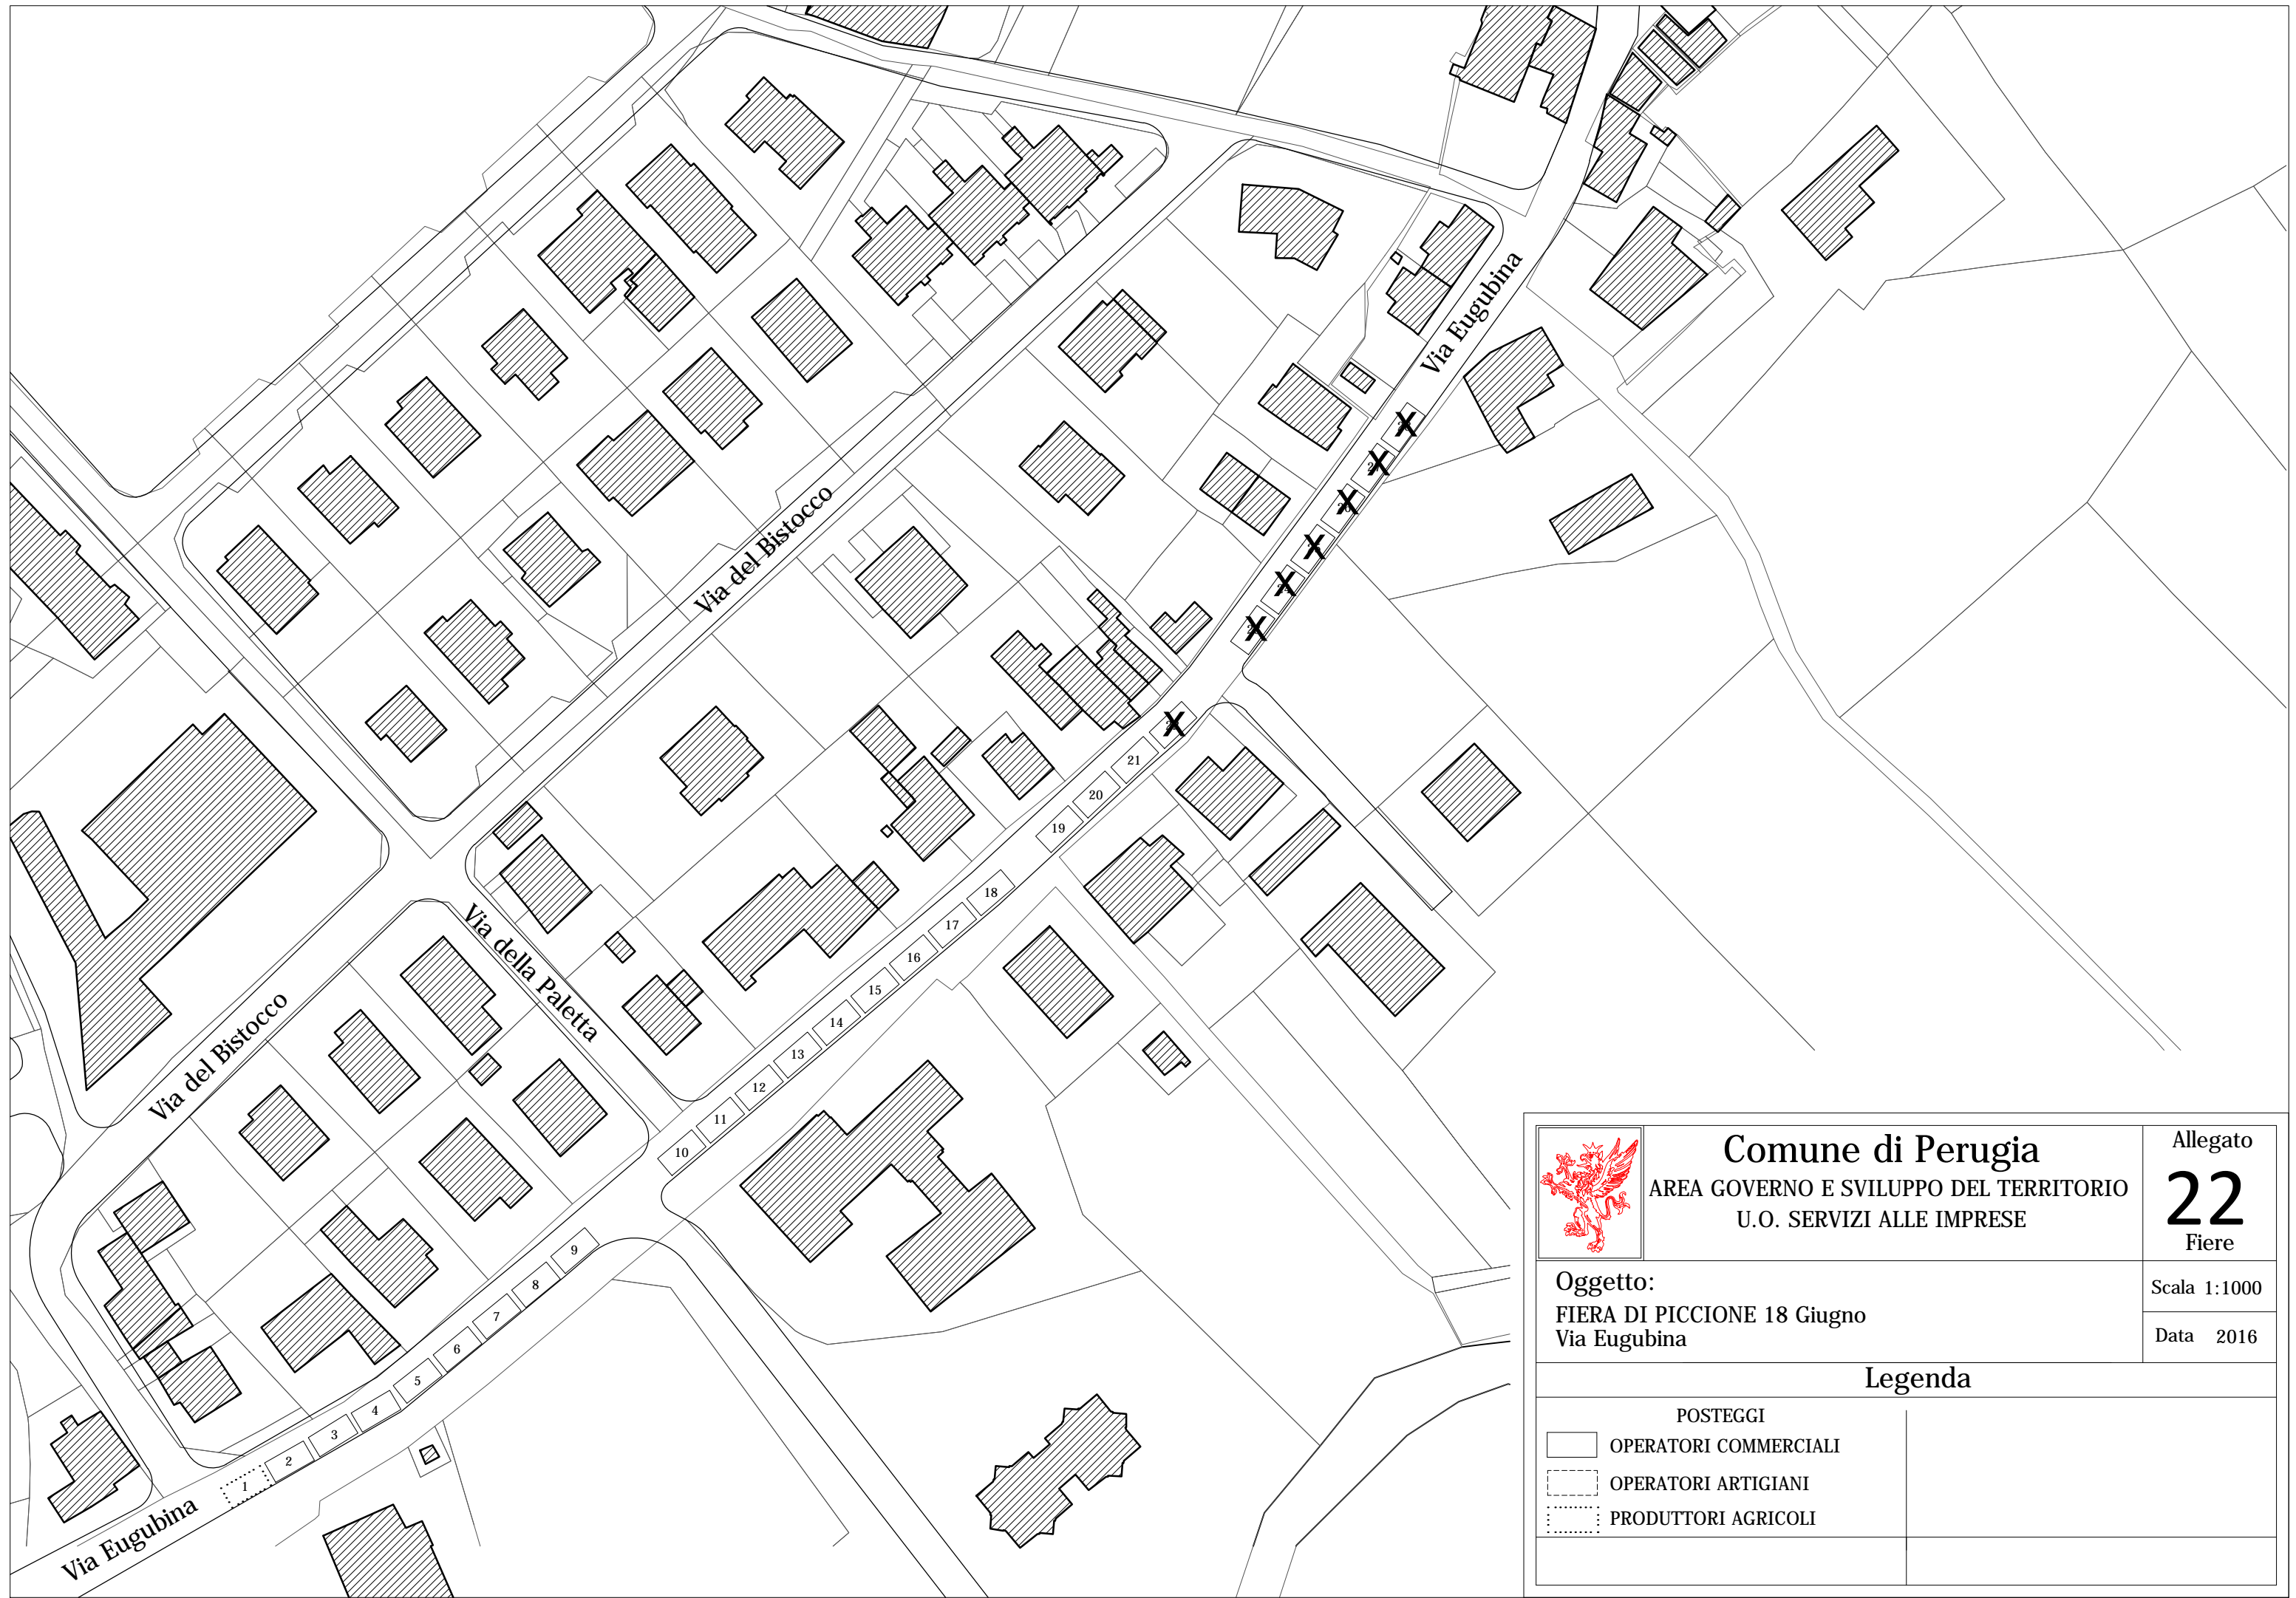 Via Eugubina
Via del Bistocco
21
20
19
18
17
16
15
14
13
12
11
10
Via della Paletta
Via del Bistocco
9
8
7
6
5
4
3
2
1
Via Eugubina
Comune di Perugia
AREA GOVERNO E SVILUPPO DEL TERRITORIO
U.O. SERVIZI ALLE IMPRESE
Allegato
22
Fiere
Oggetto:
FIERA DI PICCIONE 18 Giugno
Via Eugubina
Scala 1:1000
Data 2016
Legenda
POSTEGGI
OPERATORI COMMERCIALI
OPERATORI ARTIGIANI
PRODUTTORI AGRICOLI